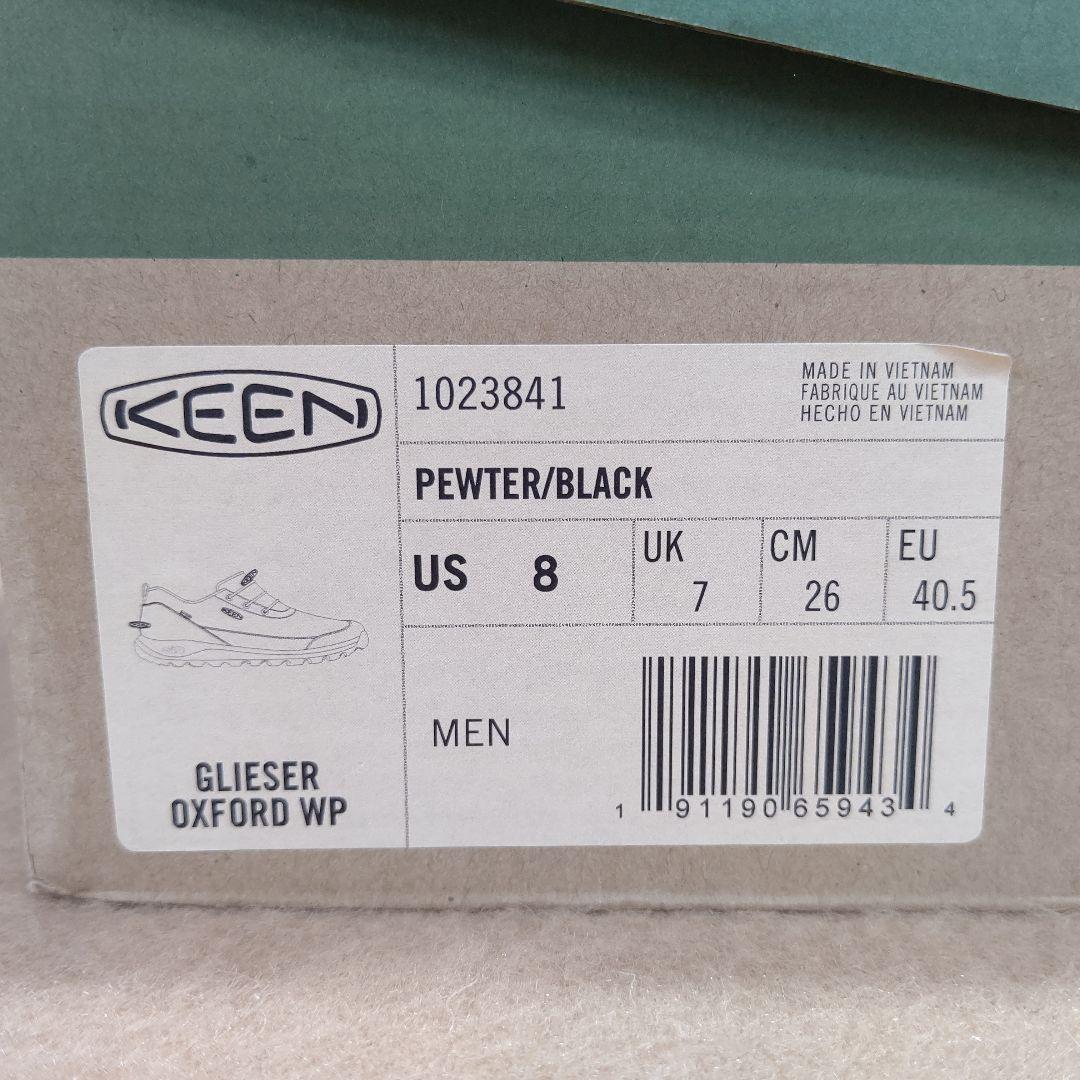 KEEN
1023841
MADE IN VIETNAM
FABRIQUE AU VIETNAM
HECHO EN VIETNAM
PEWTER/BLACK
US 8
UK 7
CM 26
EU 40.5
KEEN
MEN
GLIESER
OXFORD WP
1 91190 65943 4